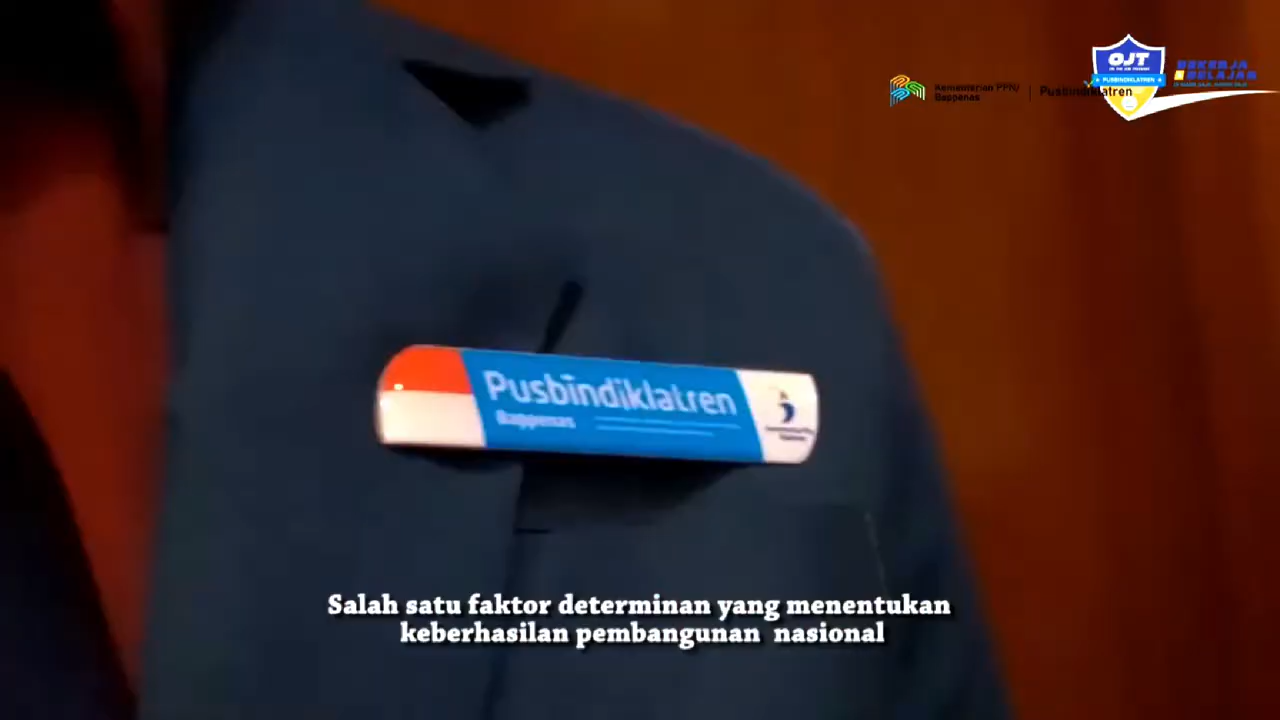 OJT
PUSBINDIKLATREN
BEKERJA
BELAJAR
Kementerian PPN/
Bappenas
Pusbindiklatren
Pusbindiklatren
Bappenas
Salah satu faktor determinan yang menentukan
keberhasilan pembangunan nasional